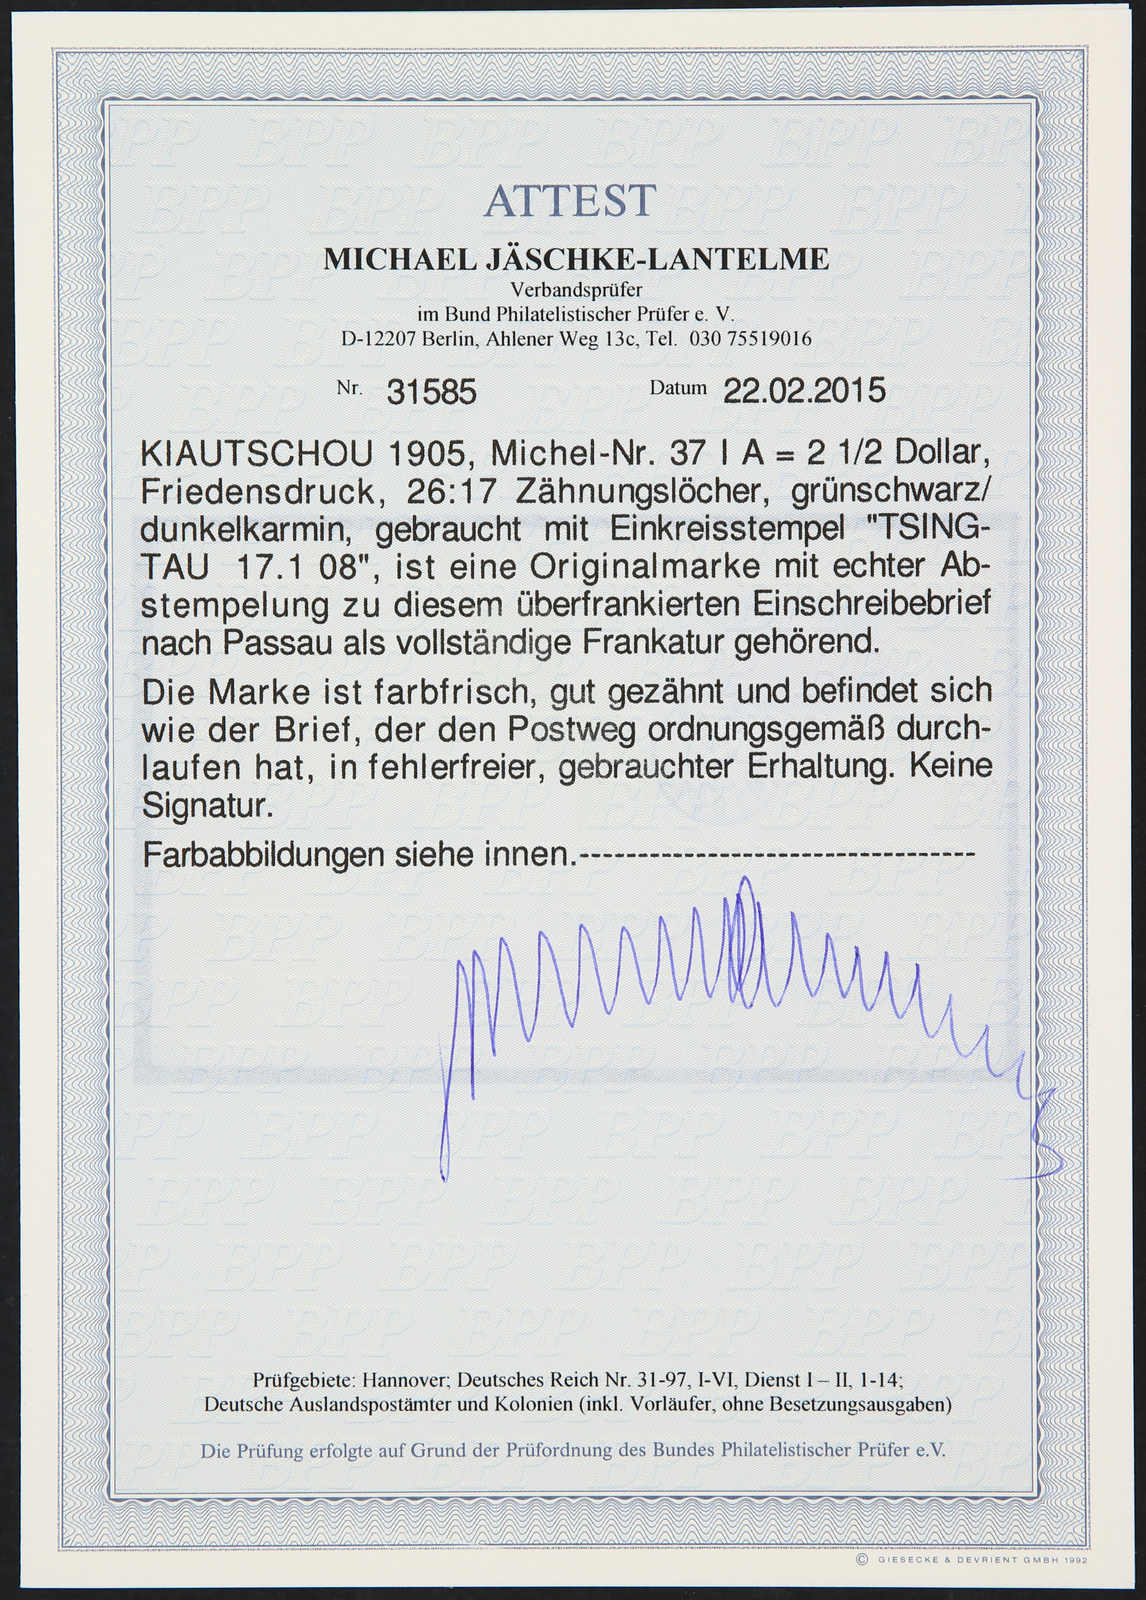 ATTEST
MICHAEL JÄSCHKE-LANTELME
Verbandsprüfer
im Bund Philatelistischer Prüfer e. V.
D-12207 Berlin, Ahlener Weg 13c, Tel. 030 75519016
Nr. 31585 Datum 22.02.2015
KIAUTSCHOU 1905, Michel-Nr. 37 I A = 2 1/2 Dollar,
Friedensdruck, 26:17 Zähnungslöcher, grünschwarz/
dunkelkarmin, gebraucht mit Einkreisstempel "TSING-
TAU 17.1 08", ist eine Originalmarke mit echter Ab-
stempelung zu diesem überfrankierten Einschreibebrief
nach Passau als vollständige Frankatur gehörend.
Die Marke ist farbfrisch, gut gezähnt und befindet sich
wie der Brief, der den Postweg ordnungsgemäß durch-
laufen hat, in fehlerfreier, gebrauchter Erhaltung. Keine
Signatur.
Farbabbildungen siehe innen.-----------------------------------
Prüfgebiete: Hannover; Deutsches Reich Nr. 31-97, I-VI, Dienst I – II, 1-14;
Deutsche Auslandspostämter und Kolonien (inkl. Vorläufer, ohne Besetzungsausgaben)
Die Prüfung erfolgte auf Grund der Prüfordnung des Bundes Philatelistischer Prüfer e.V.
© GIESECKE & DEVRIENT GMBH 1992